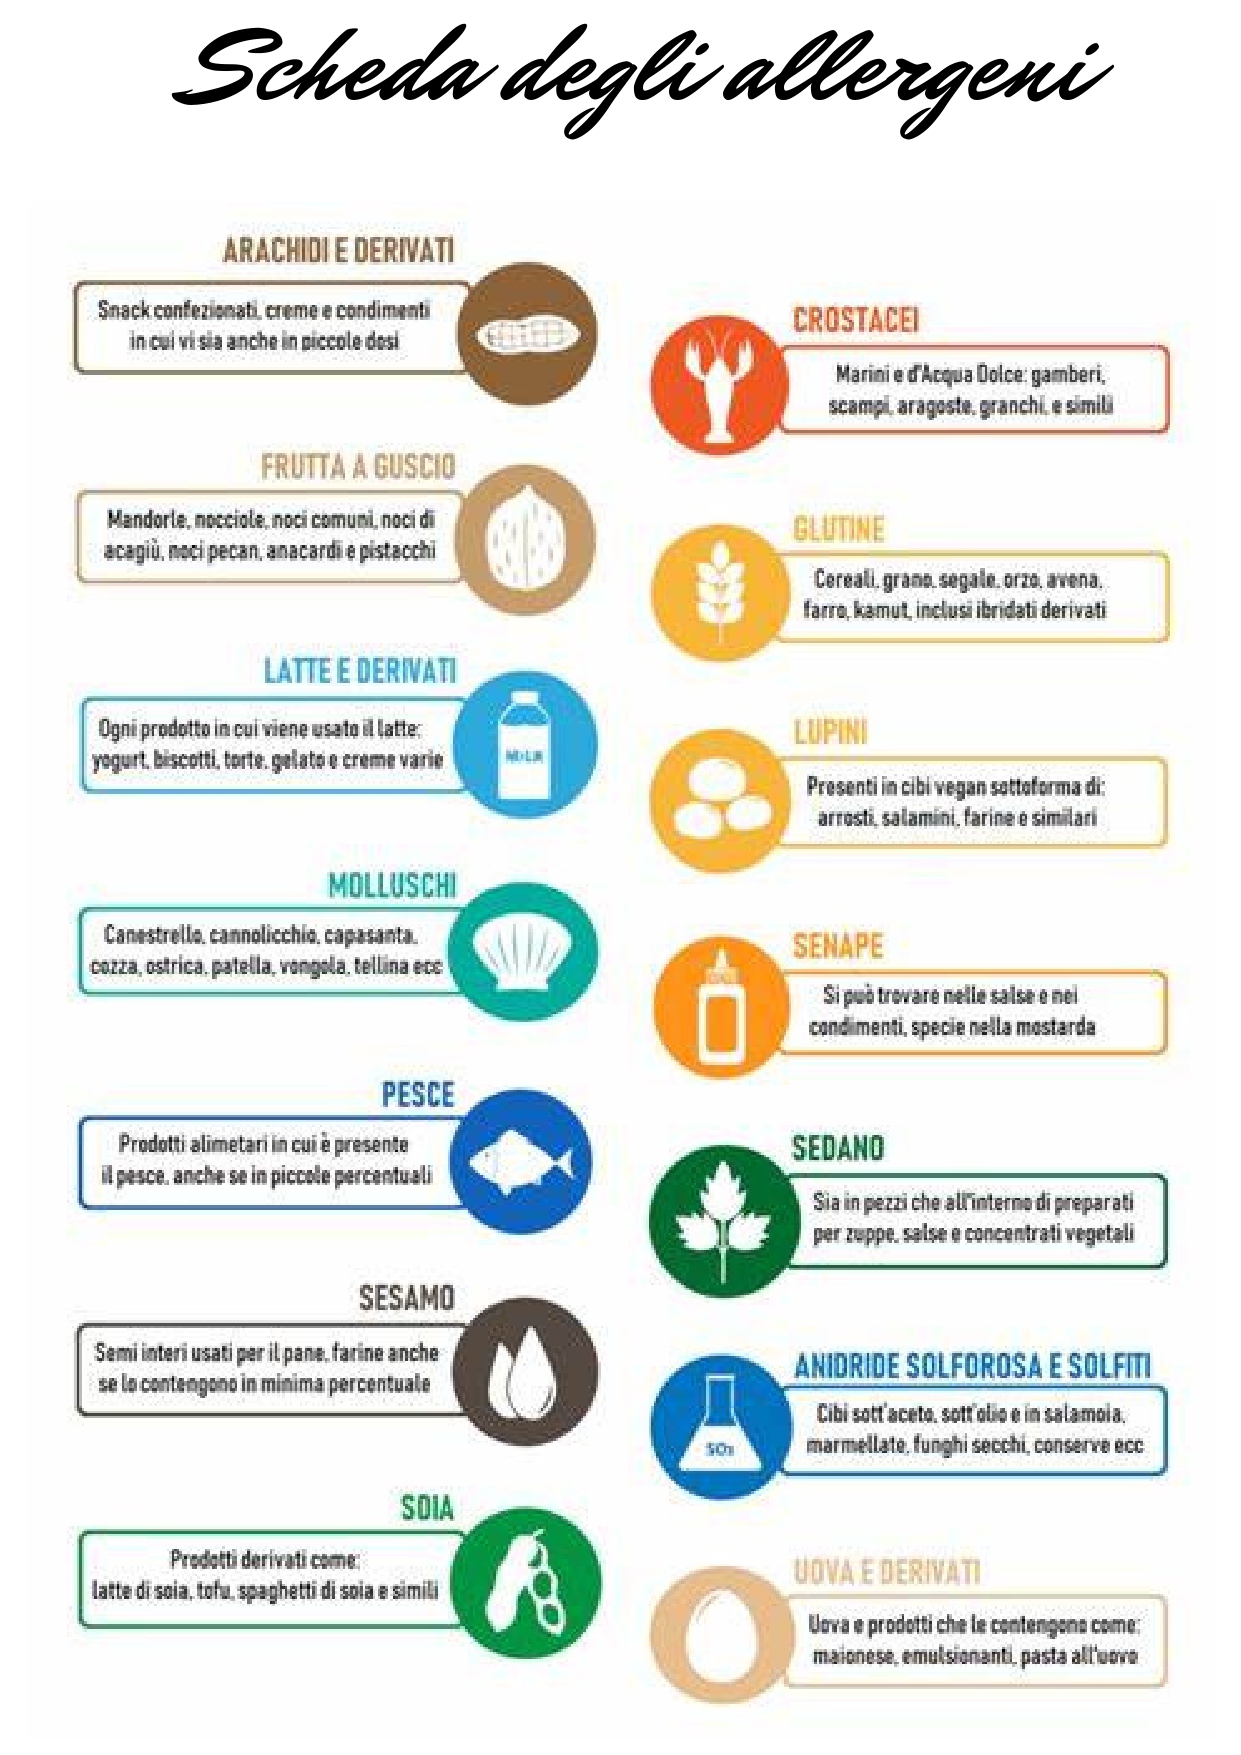 Scheda degli allergeni
ARACHIDI E DERIVATI
Snack confezionati, creme e condimenti
in cui vi sia anche in piccole dosi
FRUTTA A GUSCIO
Mandorle, nocciole, noci comuni, noci di
acagiù, noci pecan, anacardi e pistacchi
LATTE E DERIVATI
Ogni prodotto in cui viene usato il latte:
yogurt, biscotti, torte, gelato e creme varie
MILK
MOLLUSCHI
Canestrello, cannolicchio, capasanta,
cozza, ostrica, patella, vongola, tellina ecc
PESCE
Prodotti alimetari in cui è presente
il pesce, anche se in piccole percentuali
SESAMO
Semi interi usati per il pane, farine anche
se lo contengono in minima percentuale
SOIA
Prodotti derivati come:
latte di soia, tofu, spaghetti di soia e simili
CROSTACEI
Marini e d'Acqua Dolce: gamberi,
scampi, aragoste, granchi, e simili
GLUTINE
Cereali, grano, segale, orzo, avena,
farro, kamut, inclusi ibridati derivati
LUPINI
Presenti in cibi vegan sottoforma di:
arrosti, salamini, farine e similari
SENAPE
Si può trovare nelle salse e nei
condimenti, specie nella mostarda
SEDANO
Sia in pezzi che all'interno di preparati
per zuppe, salse e concentrati vegetali
ANIDRIDE SOLFOROSA E SOLFITI
Cibi sott'aceto, sott'olio e in salamoia,
marmellate, funghi secchi, conserve ecc
UOVA E DERIVATI
Uova e prodotti che le contengono come:
maionese, emulsionanti, pasta all'uovo